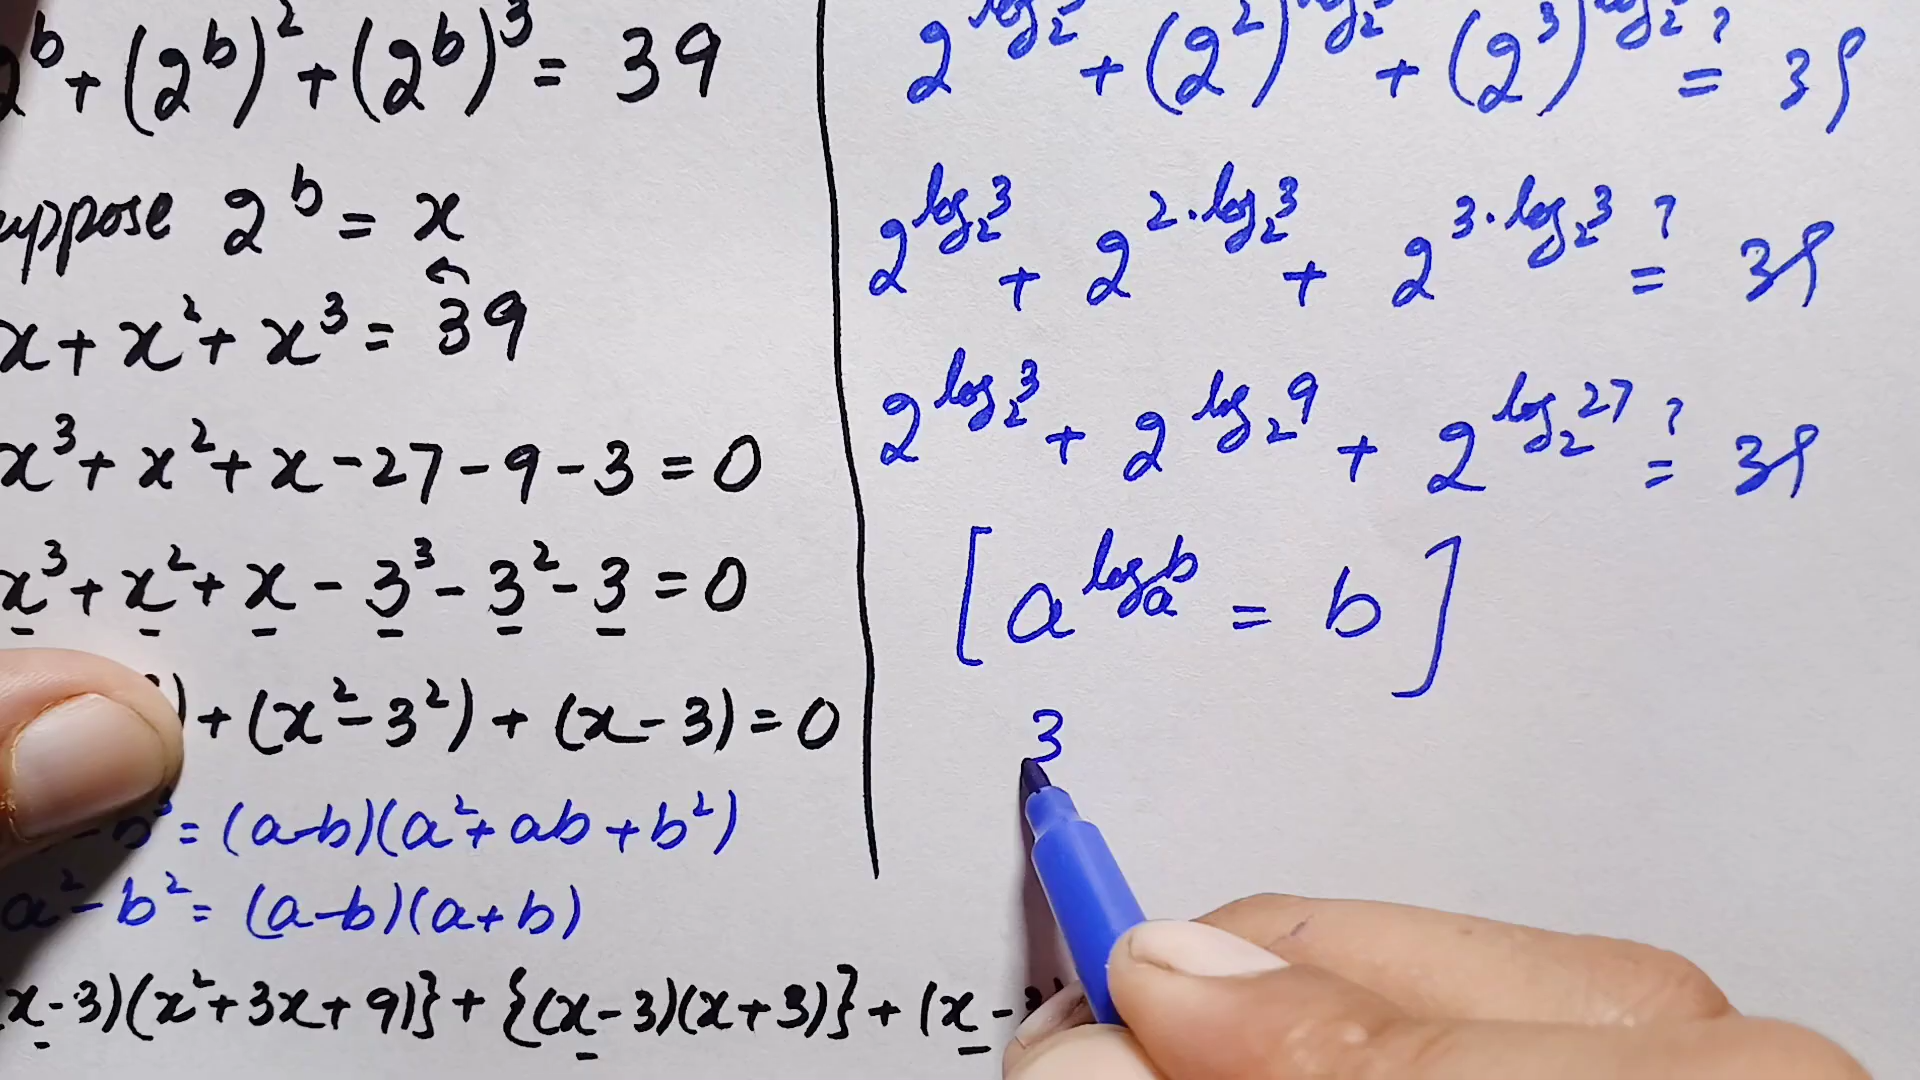 2^b + (2^b)^2 + (2^b)^3 = 39
uppose 2^b = x
x + x^2 + x^3 = 39
x^3 + x^2 + x - 27 - 9 - 3 = 0
x^3 + x^2 + x - 3^3 - 3^2 - 3 = 0
) + (x^2 - 3^2) + (x - 3) = 0
- b^3 = (a-b)(a^2 + ab + b^2)
a^2 - b^2 = (a-b)(a+b)
x - 3)(x^2 + 3x + 9)} + {(x - 3)(x + 3)} + (x -
2^log_2 + (2^2)^log_2 + (2^3)^log_2 ?= 39
2^log_2 3 + 2^2·log_2 3 + 2^3·log_2 3 ?= 39
2^log_2 3 + 2^log_2 9 + 2^log_2 27 ?= 39
[a^log_a b = b]
3